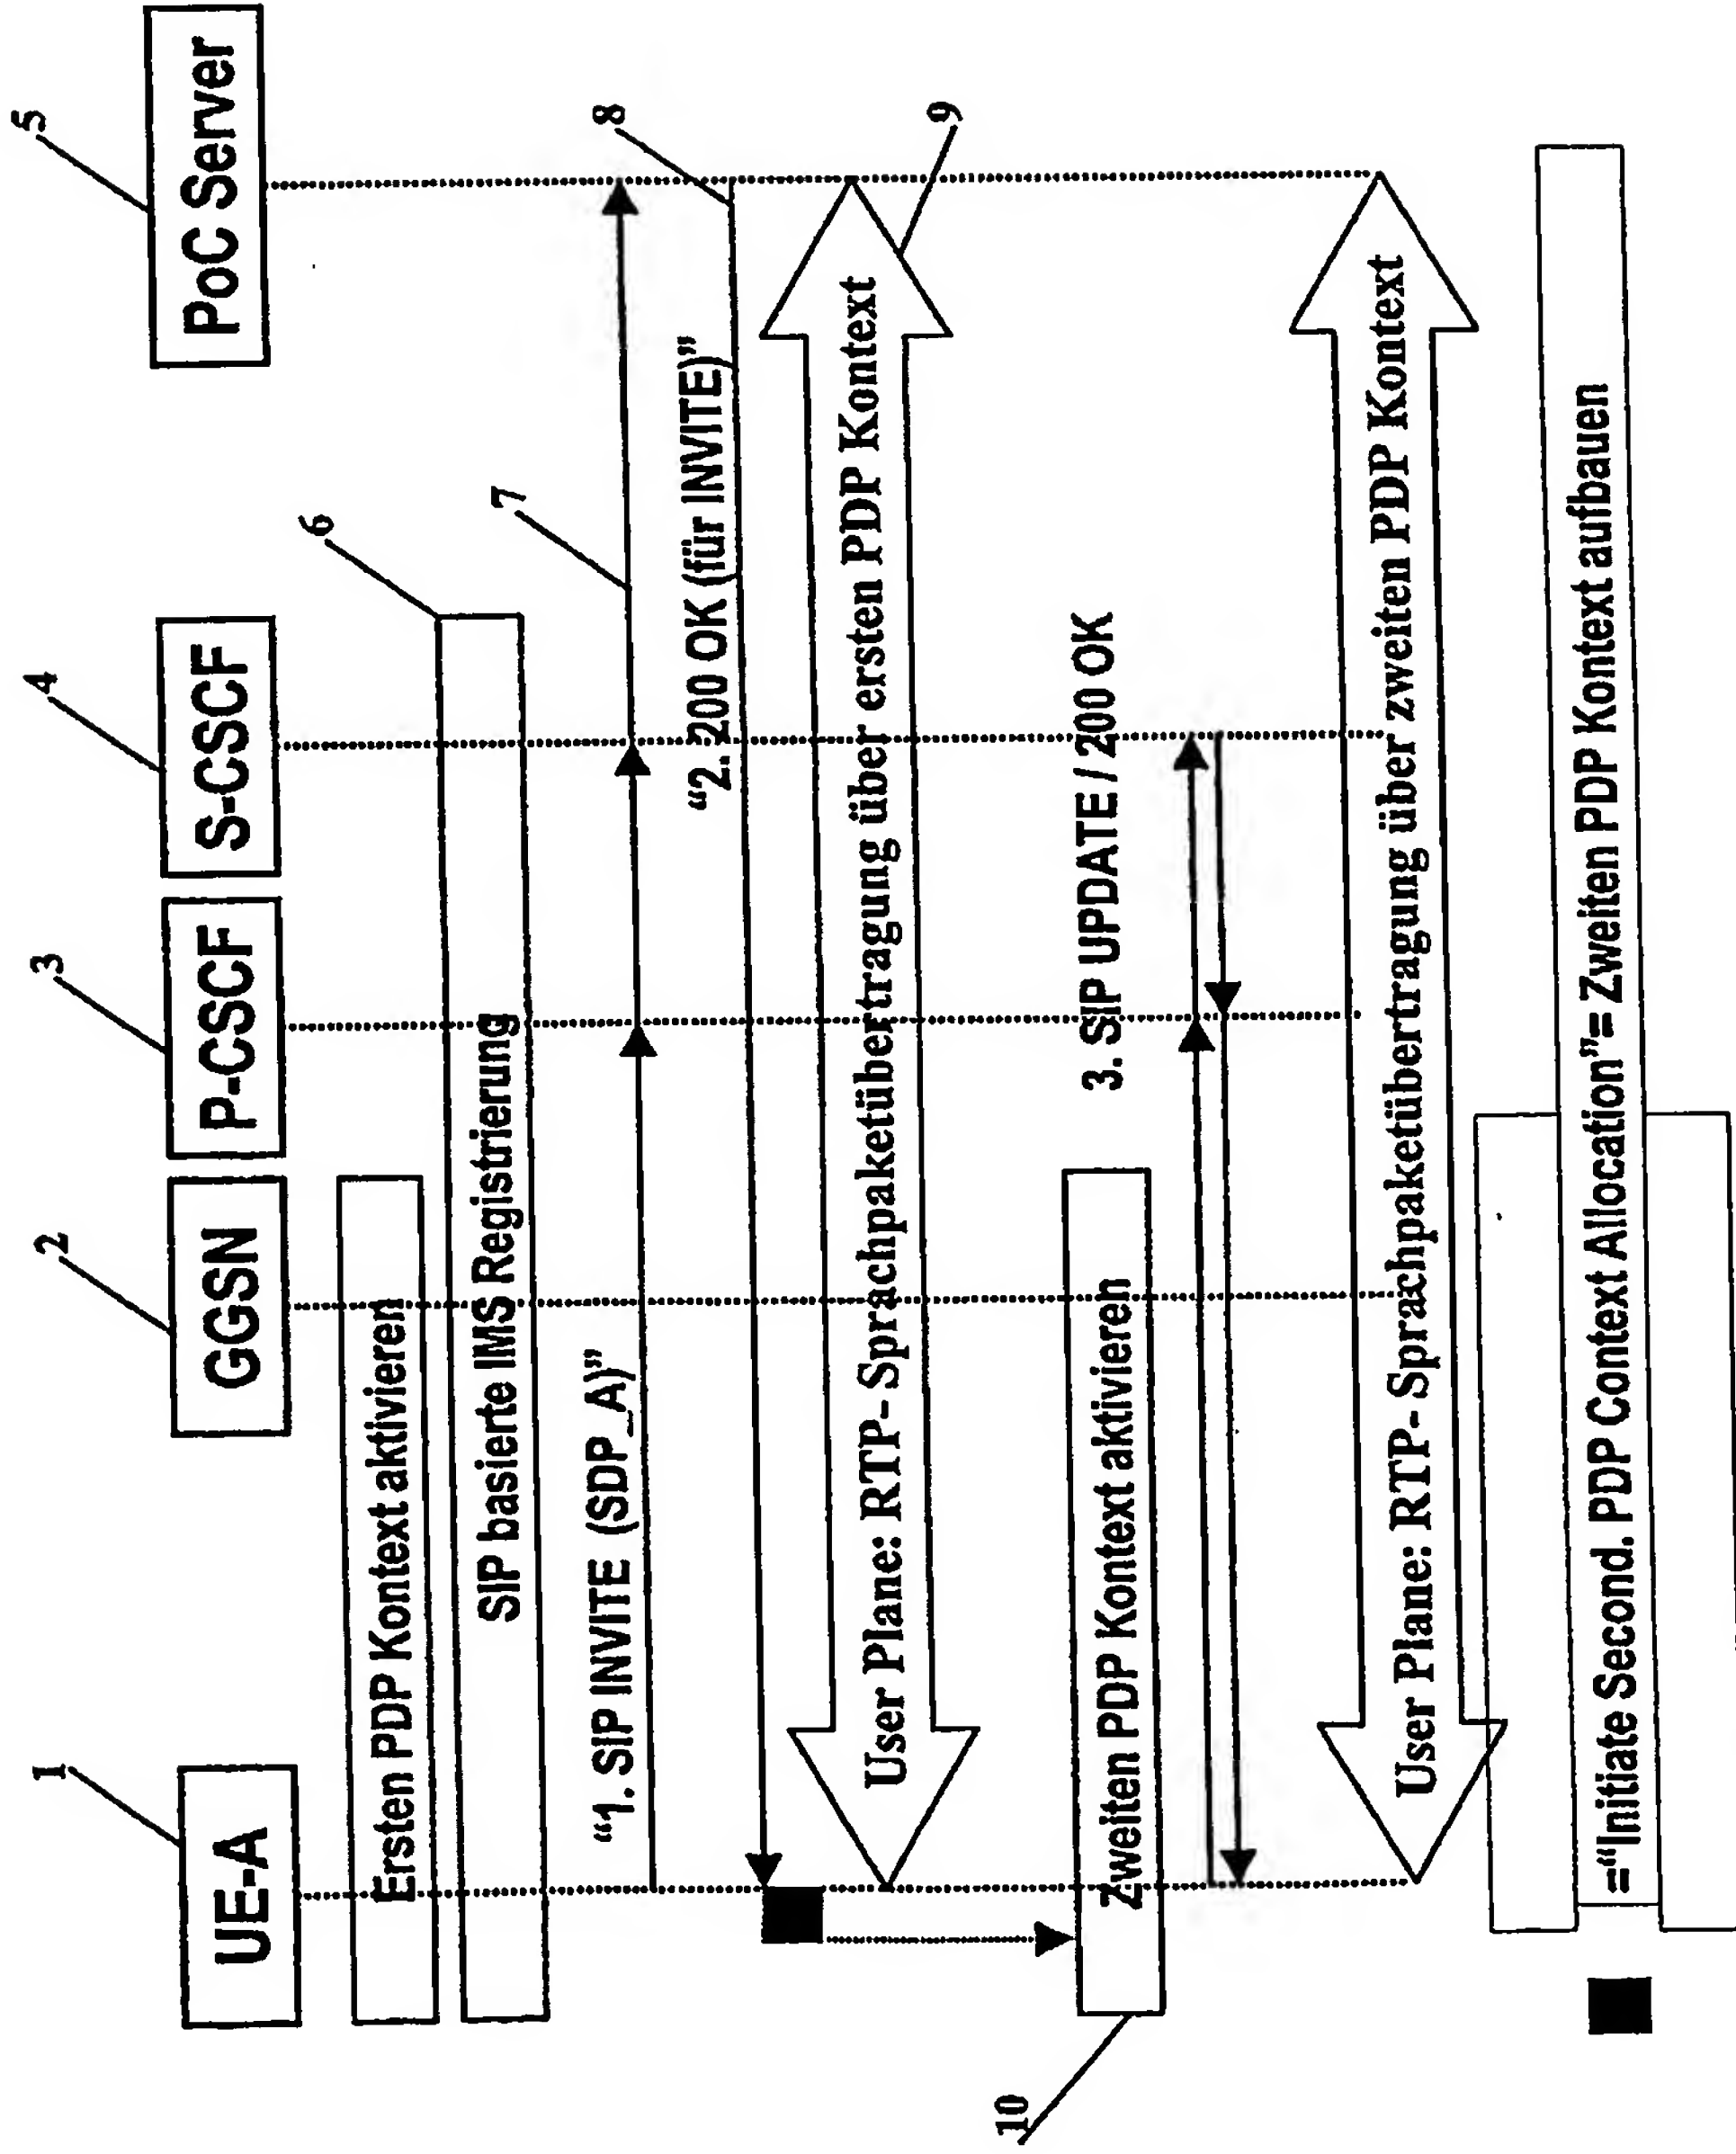 1
2
3
4
5
UE-A
GGSN
P-CSCF
S-CSCF
PoC Server
Ersten PDP Kontext aktivieren
6
SIP basierte IMS Registrierung
7
“1. SIP INVITE (SDP_A)”
8
“2. 200 OK (für INVITE)”
9
User Plane: RTP- Sprachpaketübertragung über ersten PDP Kontext
10
Zweiten PDP Kontext aktivieren
3. SIP UPDATE / 200 OK
User Plane: RTP- Sprachpaketübertragung über zweiten PDP Kontext
=“Initiate Second. PDP Context Allocation”= Zweiten PDP Kontext aufbauen